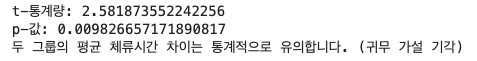 t-통계량: 2.581873552242256
p-값: 0.009826657171890817
두 그룹의 평균 체류시간 차이는 통계적으로 유의합니다. (귀무 가설 기각)